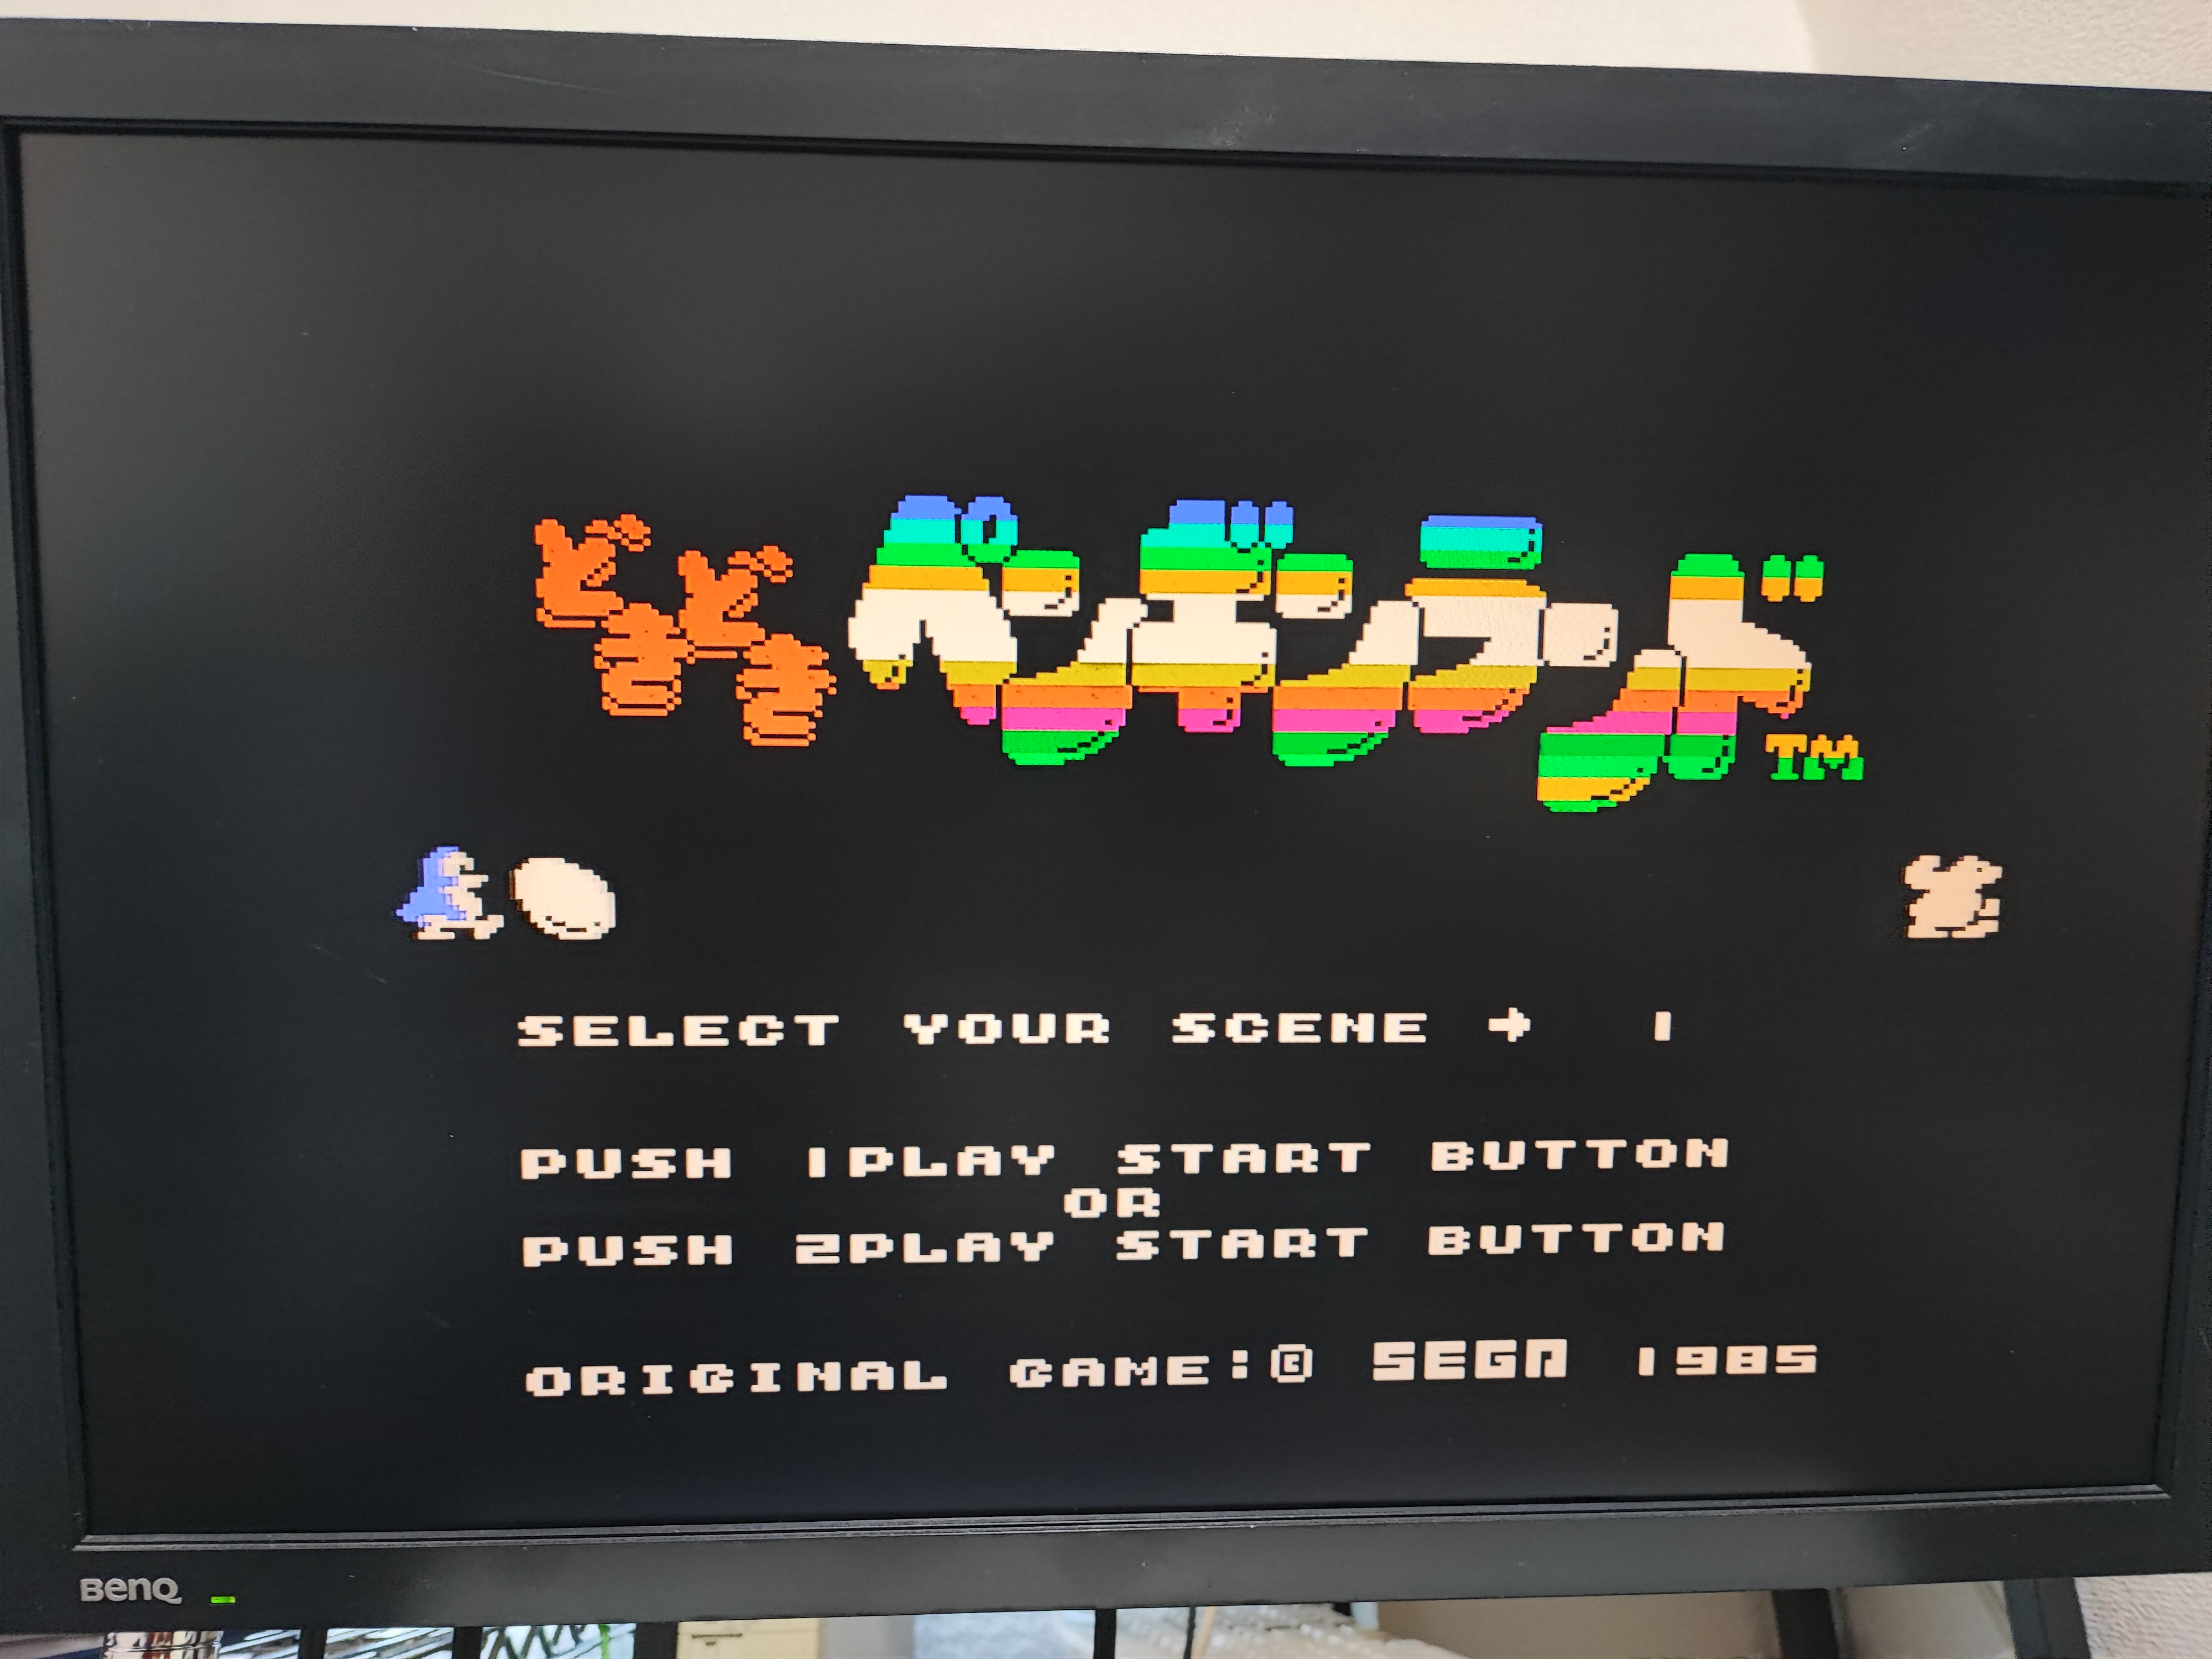 どきどきペンギンランド TM
SELECT YOUR SCENE → 1
PUSH 1PLAY START BUTTON
OR
PUSH 2PLAY START BUTTON
ORIGINAL GAME:© SEGA 1985
BenQ